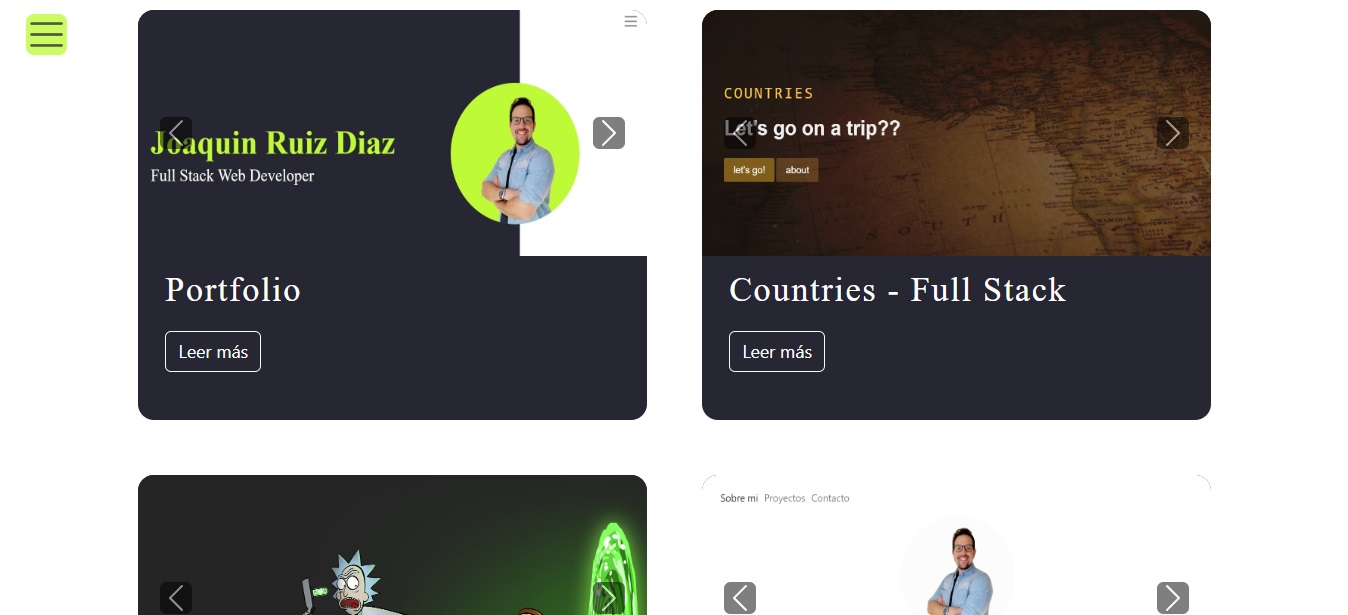 Joaquin Ruiz Diaz
Full Stack Web Developer
COUNTRIES
Let's go on a trip??
let's go!
about
Portfolio
Countries - Full Stack
Leer más
Leer más
Sobre mi Proyectos Contacto